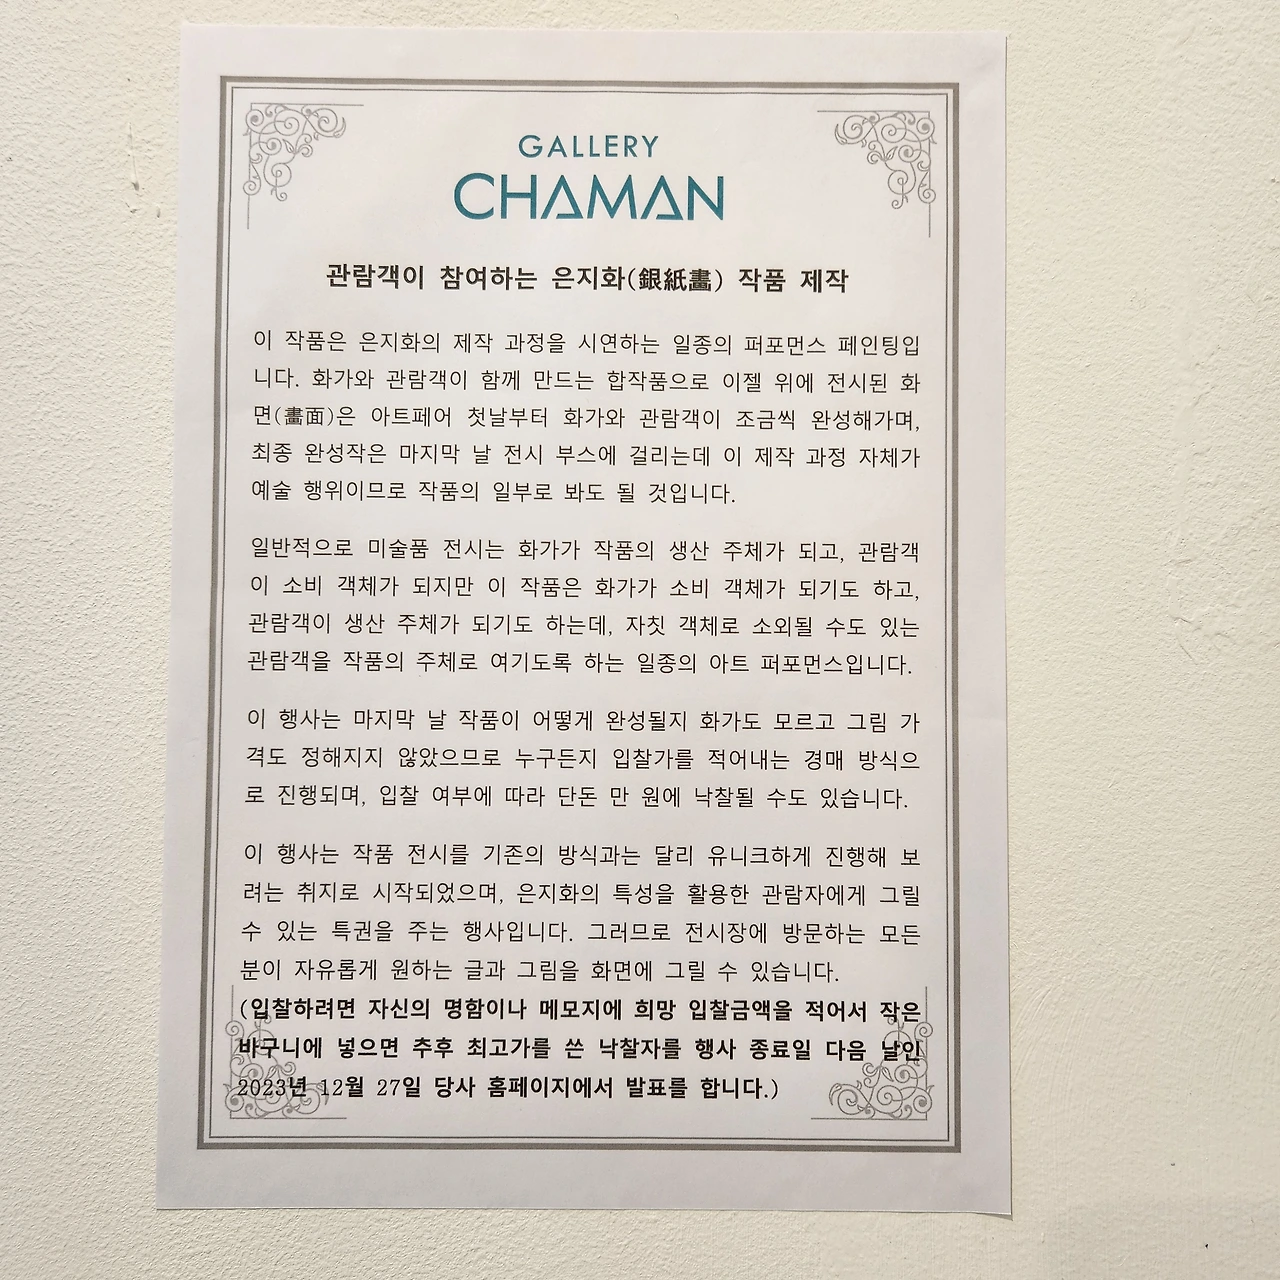 GALLERY
CHAMAN
관람객이 참여하는 은지화(銀紙畵) 작품 제작
이 작품은 은지화의 제작 과정을 시연하는 일종의 퍼포먼스 페인팅입
니다. 화가와 관람객이 함께 만드는 합작품으로 이젤 위에 전시된 화
면(畵面)은 아트페어 첫날부터 화가와 관람객이 조금씩 완성해가며,
최종 완성작은 마지막 날 전시 부스에 걸리는데 이 제작 과정 자체가
예술 행위이므로 작품의 일부로 봐도 될 것입니다.
일반적으로 미술품 전시는 화가가 작품의 생산 주체가 되고, 관람객
이 소비 객체가 되지만 이 작품은 화가가 소비 객체가 되기도 하고,
관람객이 생산 주체가 되기도 하는데, 자칫 객체로 소외될 수도 있는
관람객을 작품의 주체로 여기도록 하는 일종의 아트 퍼포먼스입니다.
이 행사는 마지막 날 작품이 어떻게 완성될지 화가도 모르고 그림 가
격도 정해지지 않았으므로 누구든지 입찰가를 적어내는 경매 방식으
로 진행되며, 입찰 여부에 따라 단돈 만 원에 낙찰될 수도 있습니다.
이 행사는 작품 전시를 기존의 방식과는 달리 유니크하게 진행해 보
려는 취지로 시작되었으며, 은지화의 특성을 활용한 관람자에게 그릴
수 있는 특권을 주는 행사입니다. 그러므로 전시장에 방문하는 모든
분이 자유롭게 원하는 글과 그림을 화면에 그릴 수 있습니다.
(입찰하려면 자신의 명함이나 메모지에 희망 입찰금액을 적어서 작은
바구니에 넣으면 추후 최고가를 쓴 낙찰자를 행사 종료일 다음 날인
2023년 12월 27일 당사 홈페이지에서 발표를 합니다.)